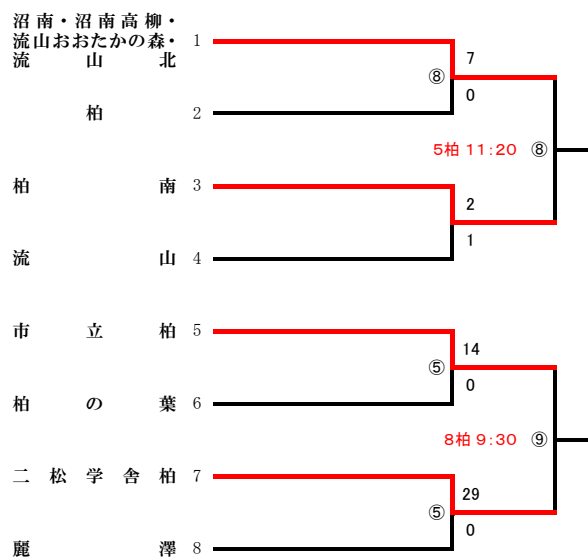 沼南・沼南高柳・
流山おおたかの森・
流山北
1
7
⑧
0
柏
2
5柏 11:20
⑧
柏南
3
2
1
流山
4
市立柏
5
14
⑤
0
柏の葉
6
8柏 9:30
⑨
二松学舎柏
7
29
⑤
0
麗澤
8